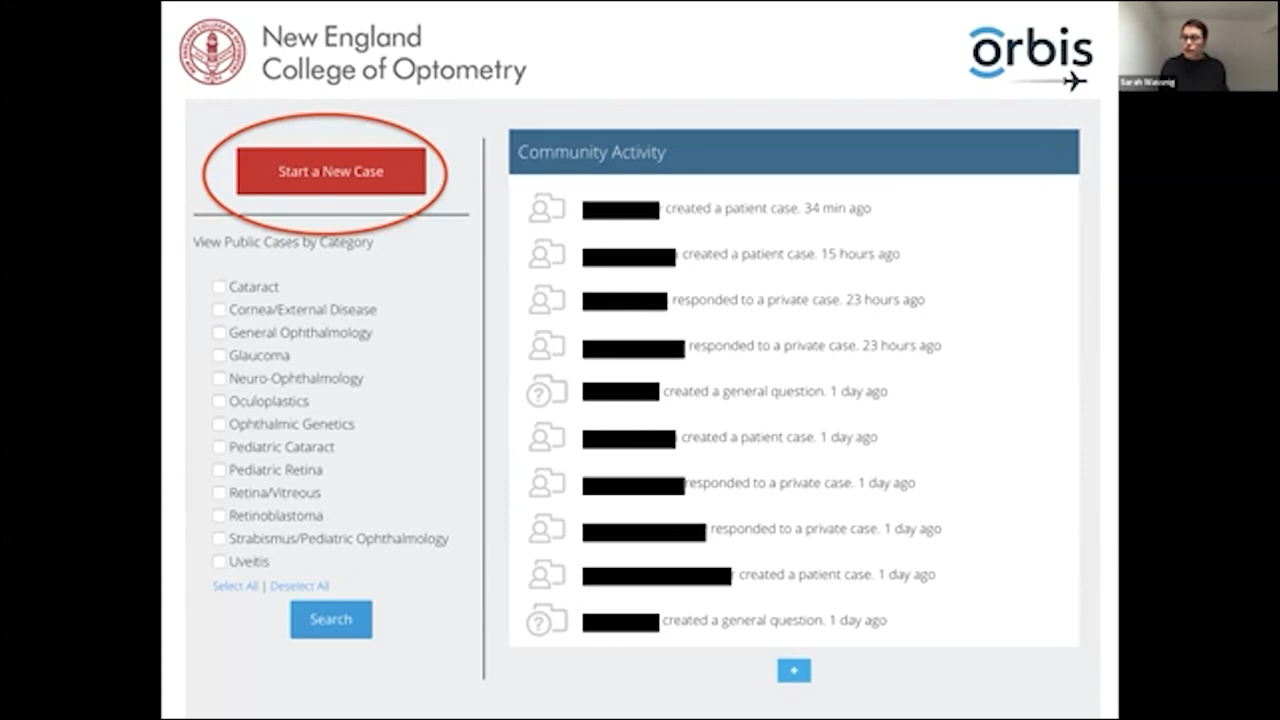 New England
College of Optometry
orbis
Sarah Wassnig
Start a New Case
View Public Cases by Category
Cataract
Cornea/External Disease
General Ophthalmology
Glaucoma
Neuro-Ophthalmology
Oculoplastics
Ophthalmic Genetics
Pediatric Cataract
Pediatric Retina
Retina/Vitreous
Retinoblastoma
Strabismus/Pediatric Ophthalmology
Uveitis
Select All | Deselect All
Search
Community Activity
created a patient case. 34 min ago
created a patient case. 15 hours ago
responded to a private case. 23 hours ago
responded to a private case. 23 hours ago
created a general question. 1 day ago
created a patient case. 1 day ago
responded to a private case. 1 day ago
responded to a private case. 1 day ago
created a patient case. 1 day ago
created a general question. 1 day ago
+